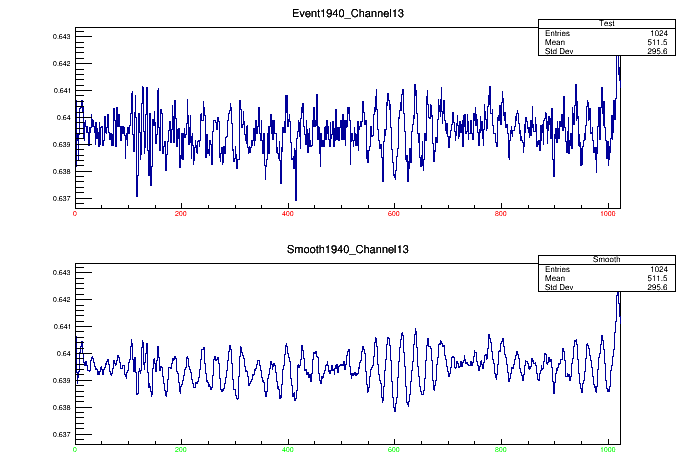 Event1940_Channel13
Test
Entries 1024
Mean 511.5
Std Dev 295.6
0.643
0.642
0.641
0.64
0.639
0.638
0.637
0 200 400 600 800 1000
Smooth1940_Channel13
Smooth
Entries 1024
Mean 511.5
Std Dev 295.6
0.643
0.642
0.641
0.64
0.639
0.638
0.637
0 200 400 600 800 1000